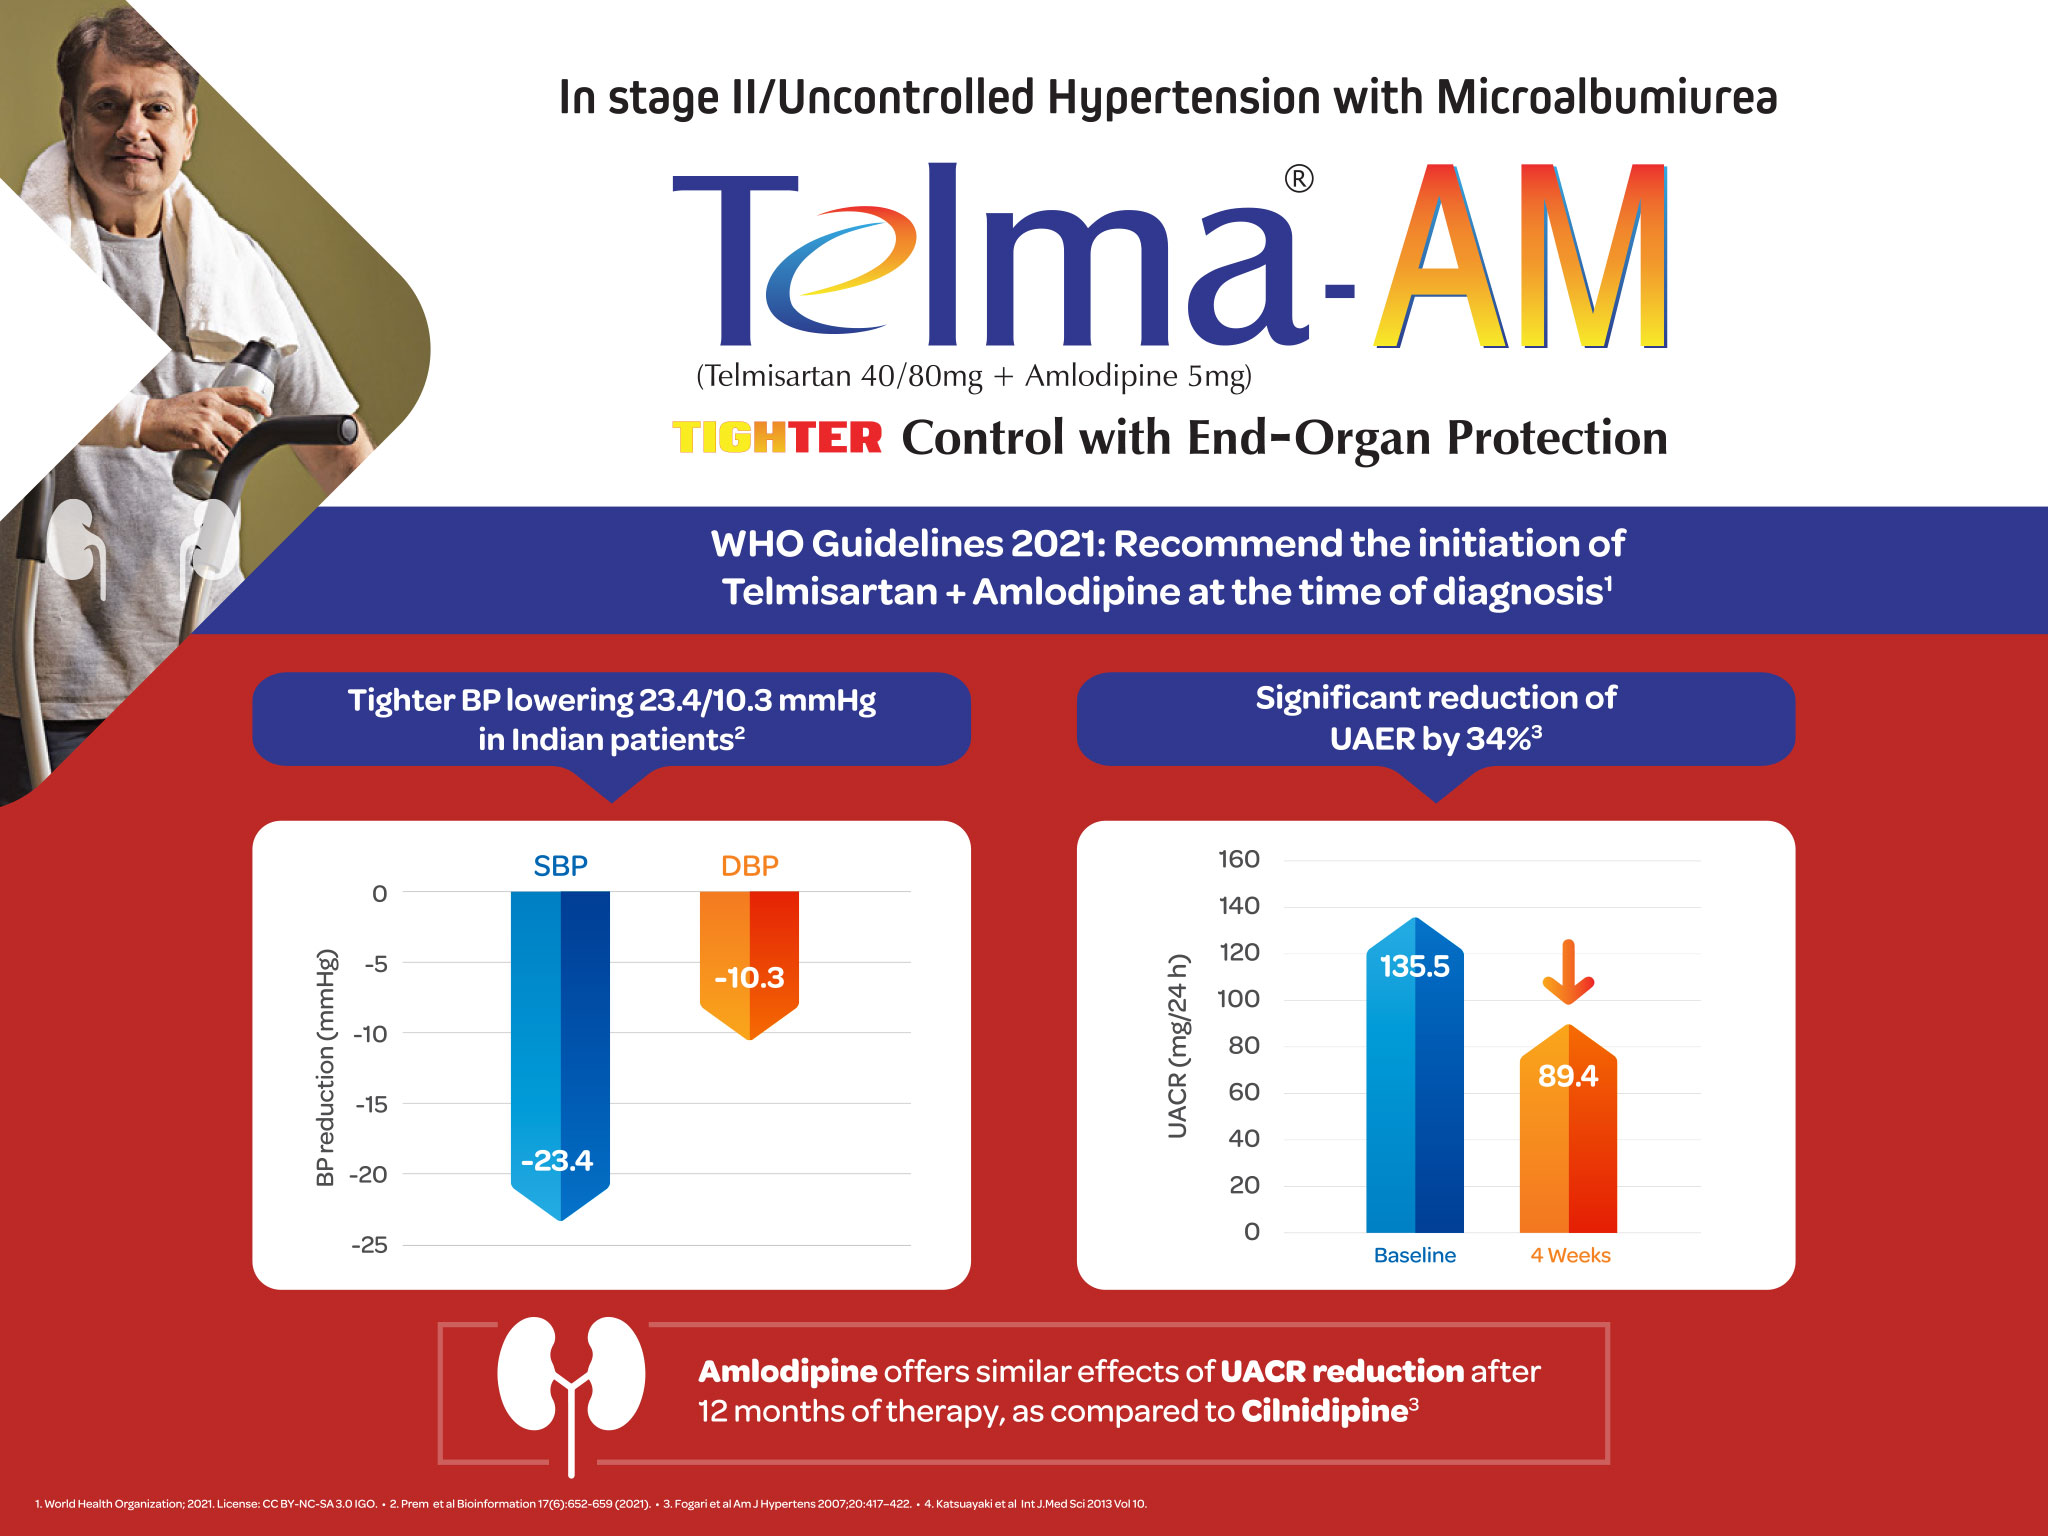 In stage II/Uncontrolled Hypertension with Microalbumiurea
Telma®-AM
(Telmisartan 40/80mg + Amlodipine 5mg)
TIGHTER Control with End-Organ Protection
WHO Guidelines 2021: Recommend the initiation of
Telmisartan + Amlodipine at the time of diagnosis¹
Tighter BP lowering 23.4/10.3 mmHg
in Indian patients²
SBP DBP
BP reduction (mmHg)
0
-5
-10
-15
-20
-25
-23.4
-10.3
Significant reduction of
UAER by 34%³
UACR (mg/24 h)
160
140
120
100
80
60
40
20
0
135.5
89.4
Baseline 4 Weeks
Amlodipine offers similar effects of UACR reduction after
12 months of therapy, as compared to Cilnidipine³
1. World Health Organization; 2021. License: CC BY-NC-SA 3.0 IGO. • 2. Prem et al Bioinformation 17(6):652-659 (2021). • 3. Fogari et al Am J Hypertens 2007;20:417–422. • 4. Katsuayaki et al Int J.Med Sci 2013 Vol 10.